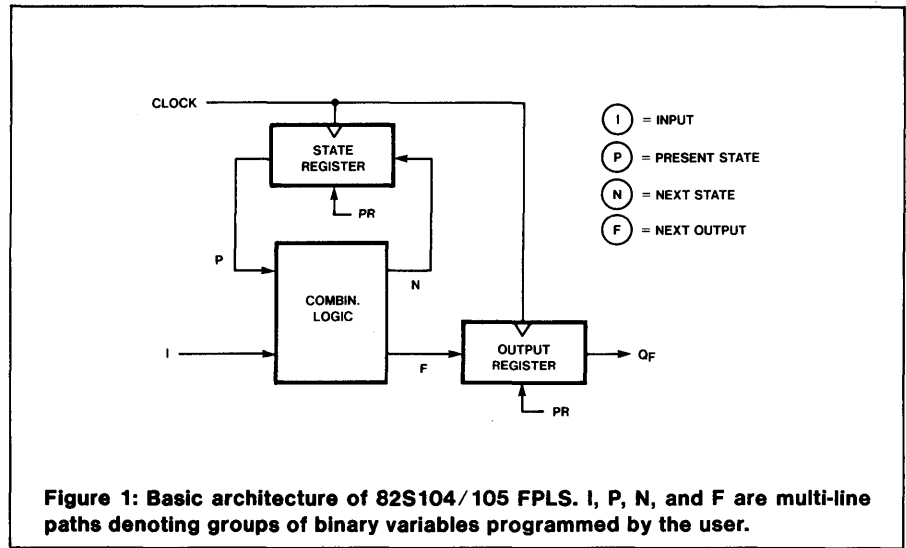 CLOCK
STATE
REGISTER
PR
P
N
COMBIN.
LOGIC
I
F
OUTPUT
REGISTER
QF
PR
I = INPUT
P = PRESENT STATE
N = NEXT STATE
F = NEXT OUTPUT
Figure 1: Basic architecture of 82S104/105 FPLS. I, P, N, and F are multi-line
paths denoting groups of binary variables programmed by the user.